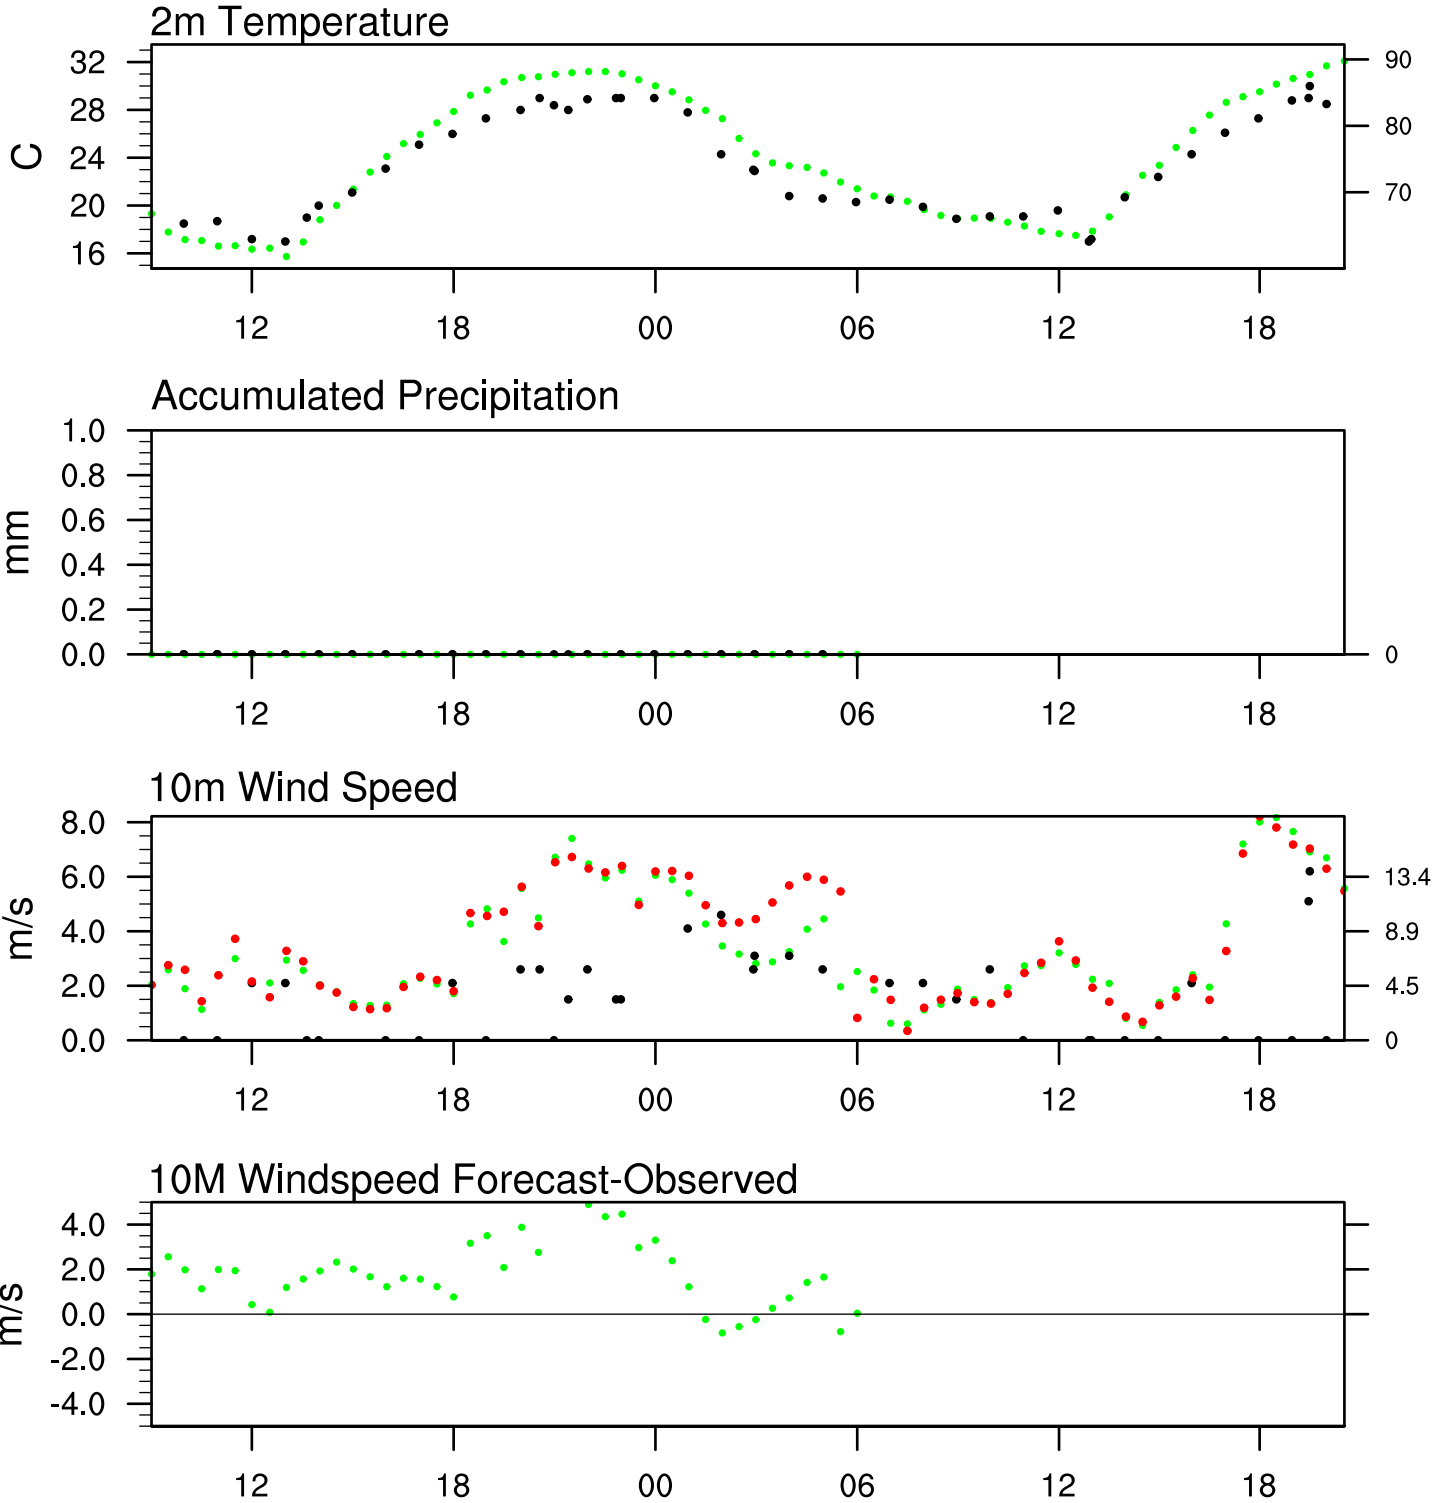 2m Temperature
32
28
24
20
16
C
90
80
70
12 18 00 06 12 18
Accumulated Precipitation
1.0
0.8
0.6
0.4
0.2
0.0
mm
0
12 18 00 06 12 18
10m Wind Speed
8.0
6.0
4.0
2.0
0.0
m/s
13.4
8.9
4.5
0
12 18 00 06 12 18
10M Windspeed Forecast-Observed
4.0
2.0
0.0
-2.0
-4.0
m/s
12 18 00 06 12 18